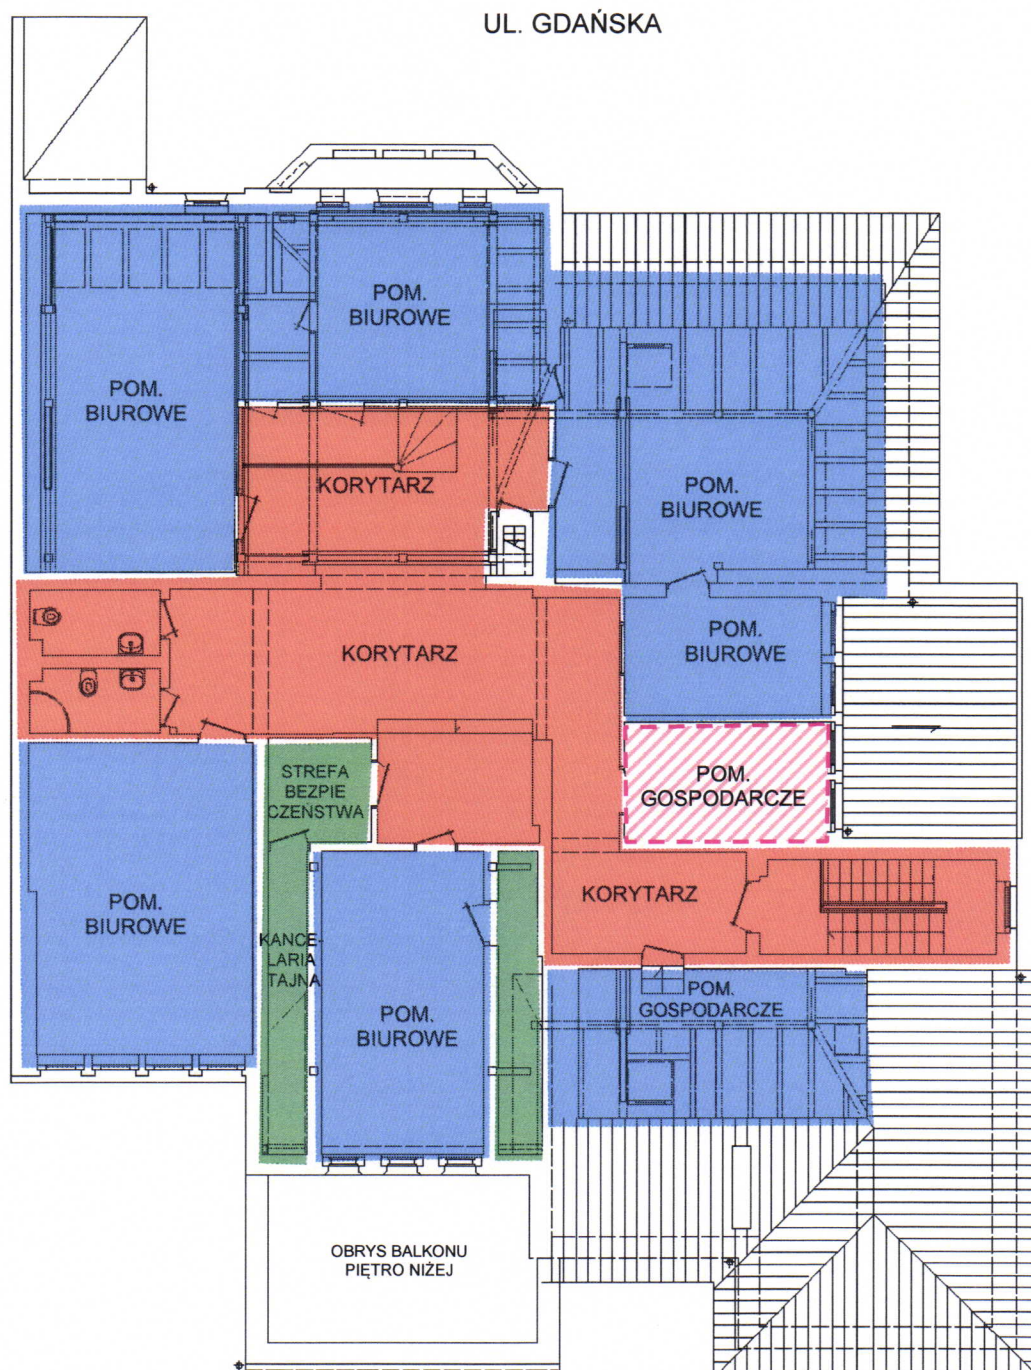 UL. GDAŃSKA
POM.
BIUROWE
POM.
BIUROWE
KORYTARZ
POM.
BIUROWE
POM.
BIUROWE
KORYTARZ
STREFA
BEZPIE
CZEŃSTWA
POM.
GOSPODARCZE
POM.
BIUROWE
KORYTARZ
KANCE-
LARIA
TAJNA
POM.
BIUROWE
POM.
GOSPODARCZE
OBRYS BALKONU
PIĘTRO NIŻEJ